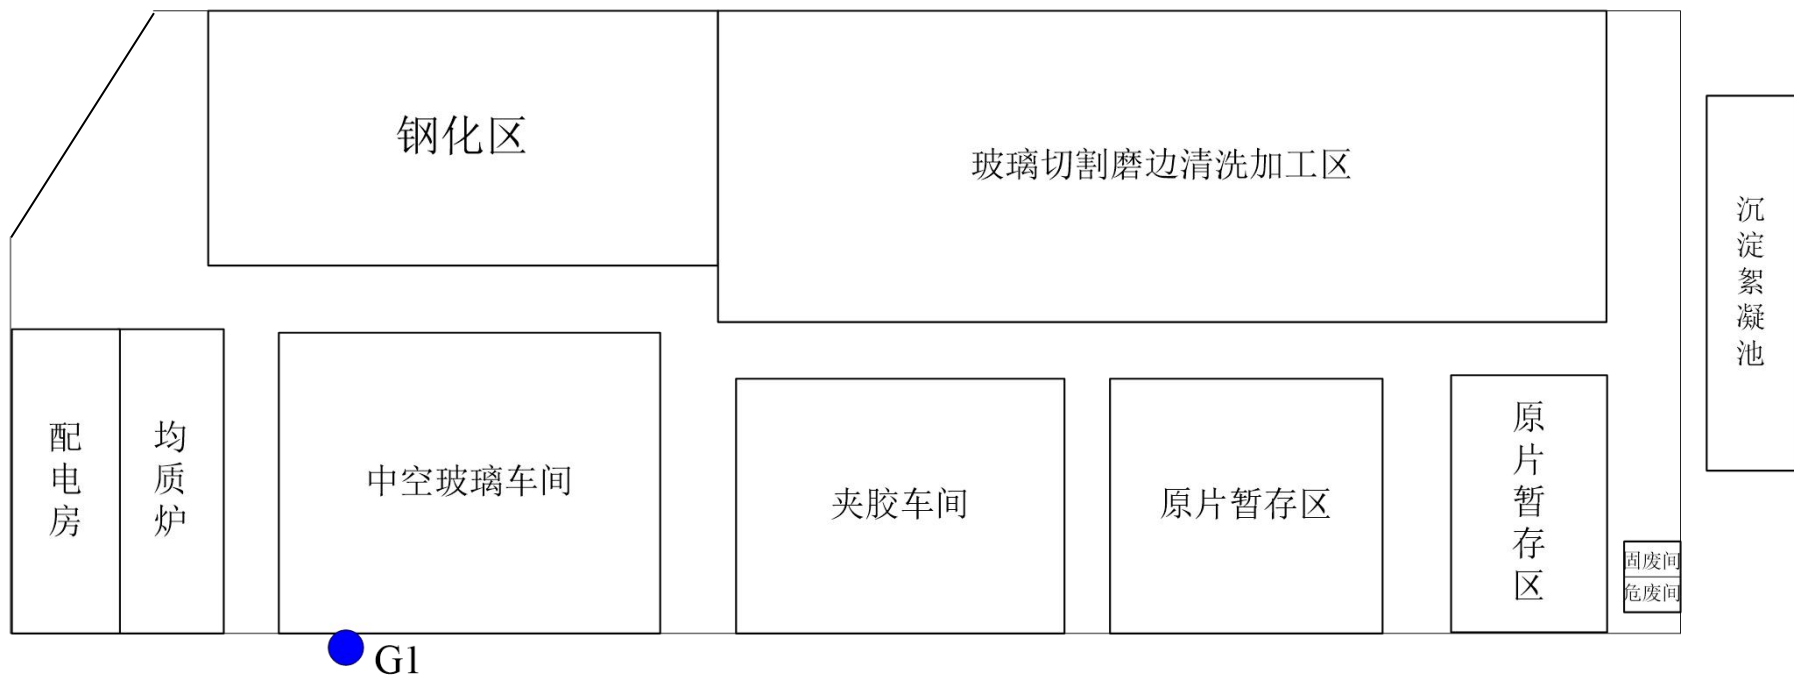 钢化区
玻璃切割磨边清洗加工区
沉淀絮凝池
配电房
均质炉
中空玻璃车间
夹胶车间
原片暂存区
原片暂存区
固废间
危废间
G1